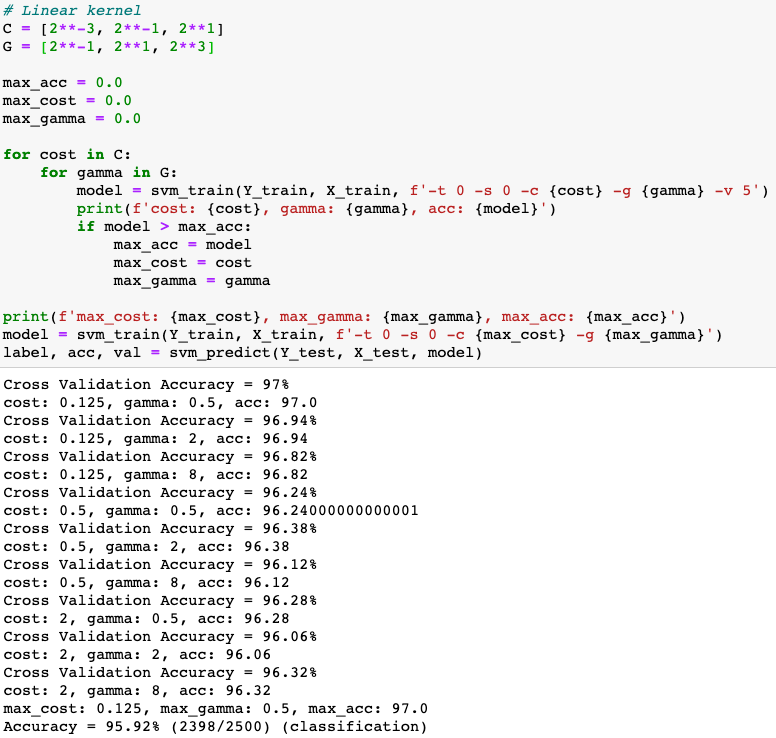 # Linear kernel
C = [2**-3, 2**-1, 2**1]
G = [2**-1, 2**1, 2**3]

max_acc = 0.0
max_cost = 0.0
max_gamma = 0.0

for cost in C:
    for gamma in G:
        model = svm_train(Y_train, X_train, f'-t 0 -s 0 -c {cost} -g {gamma} -v 5')
        print(f'cost: {cost}, gamma: {gamma}, acc: {model}')
        if model > max_acc:
            max_acc = model
            max_cost = cost
            max_gamma = gamma

print(f'max_cost: {max_cost}, max_gamma: {max_gamma}, max_acc: {max_acc}')
model = svm_train(Y_train, X_train, f'-t 0 -s 0 -c {max_cost} -g {max_gamma}')
label, acc, val = svm_predict(Y_test, X_test, model)

Cross Validation Accuracy = 97%
cost: 0.125, gamma: 0.5, acc: 97.0
Cross Validation Accuracy = 96.94%
cost: 0.125, gamma: 2, acc: 96.94
Cross Validation Accuracy = 96.82%
cost: 0.125, gamma: 8, acc: 96.82
Cross Validation Accuracy = 96.24%
cost: 0.5, gamma: 0.5, acc: 96.24000000000001
Cross Validation Accuracy = 96.38%
cost: 0.5, gamma: 2, acc: 96.38
Cross Validation Accuracy = 96.12%
cost: 0.5, gamma: 8, acc: 96.12
Cross Validation Accuracy = 96.28%
cost: 2, gamma: 0.5, acc: 96.28
Cross Validation Accuracy = 96.06%
cost: 2, gamma: 2, acc: 96.06
Cross Validation Accuracy = 96.32%
cost: 2, gamma: 8, acc: 96.32
max_cost: 0.125, max_gamma: 0.5, max_acc: 97.0
Accuracy = 95.92% (2398/2500) (classification)